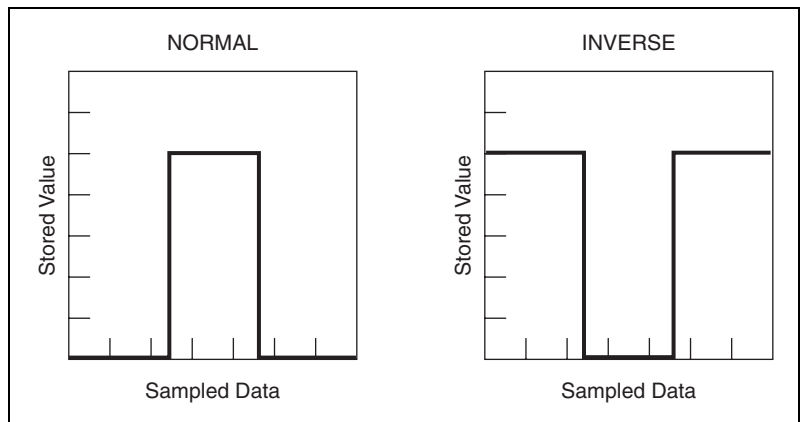 NORMAL
Stored Value
Sampled Data
INVERSE
Stored Value
Sampled Data